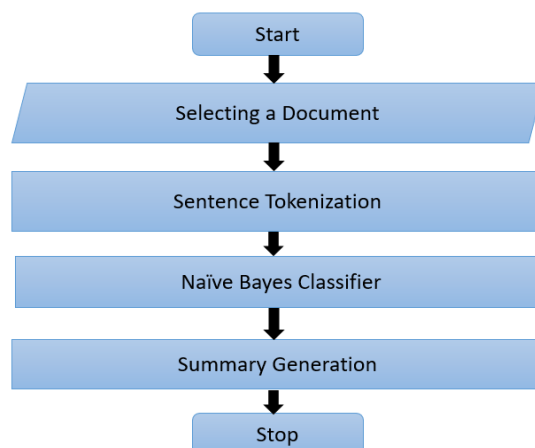 Start
Selecting a Document
Sentence Tokenization
Naïve Bayes Classifier
Summary Generation
Stop